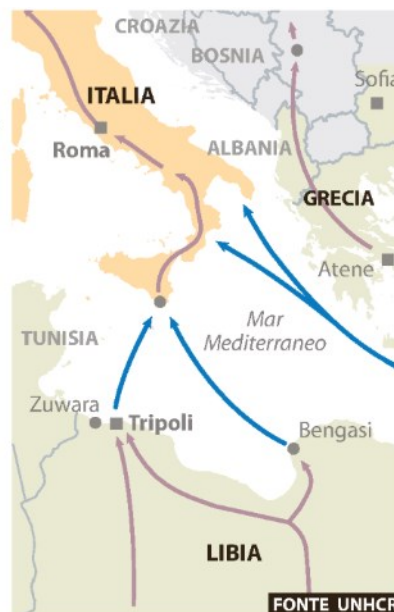 CROAZIA
BOSNIA
ITALIA
Sofia
Roma
ALBANIA
GRECIA
Atene
TUNISIA
Mar
Mediterraneo
Zuwara
Tripoli
Bengasi
LIBIA
FONTE UNHCR